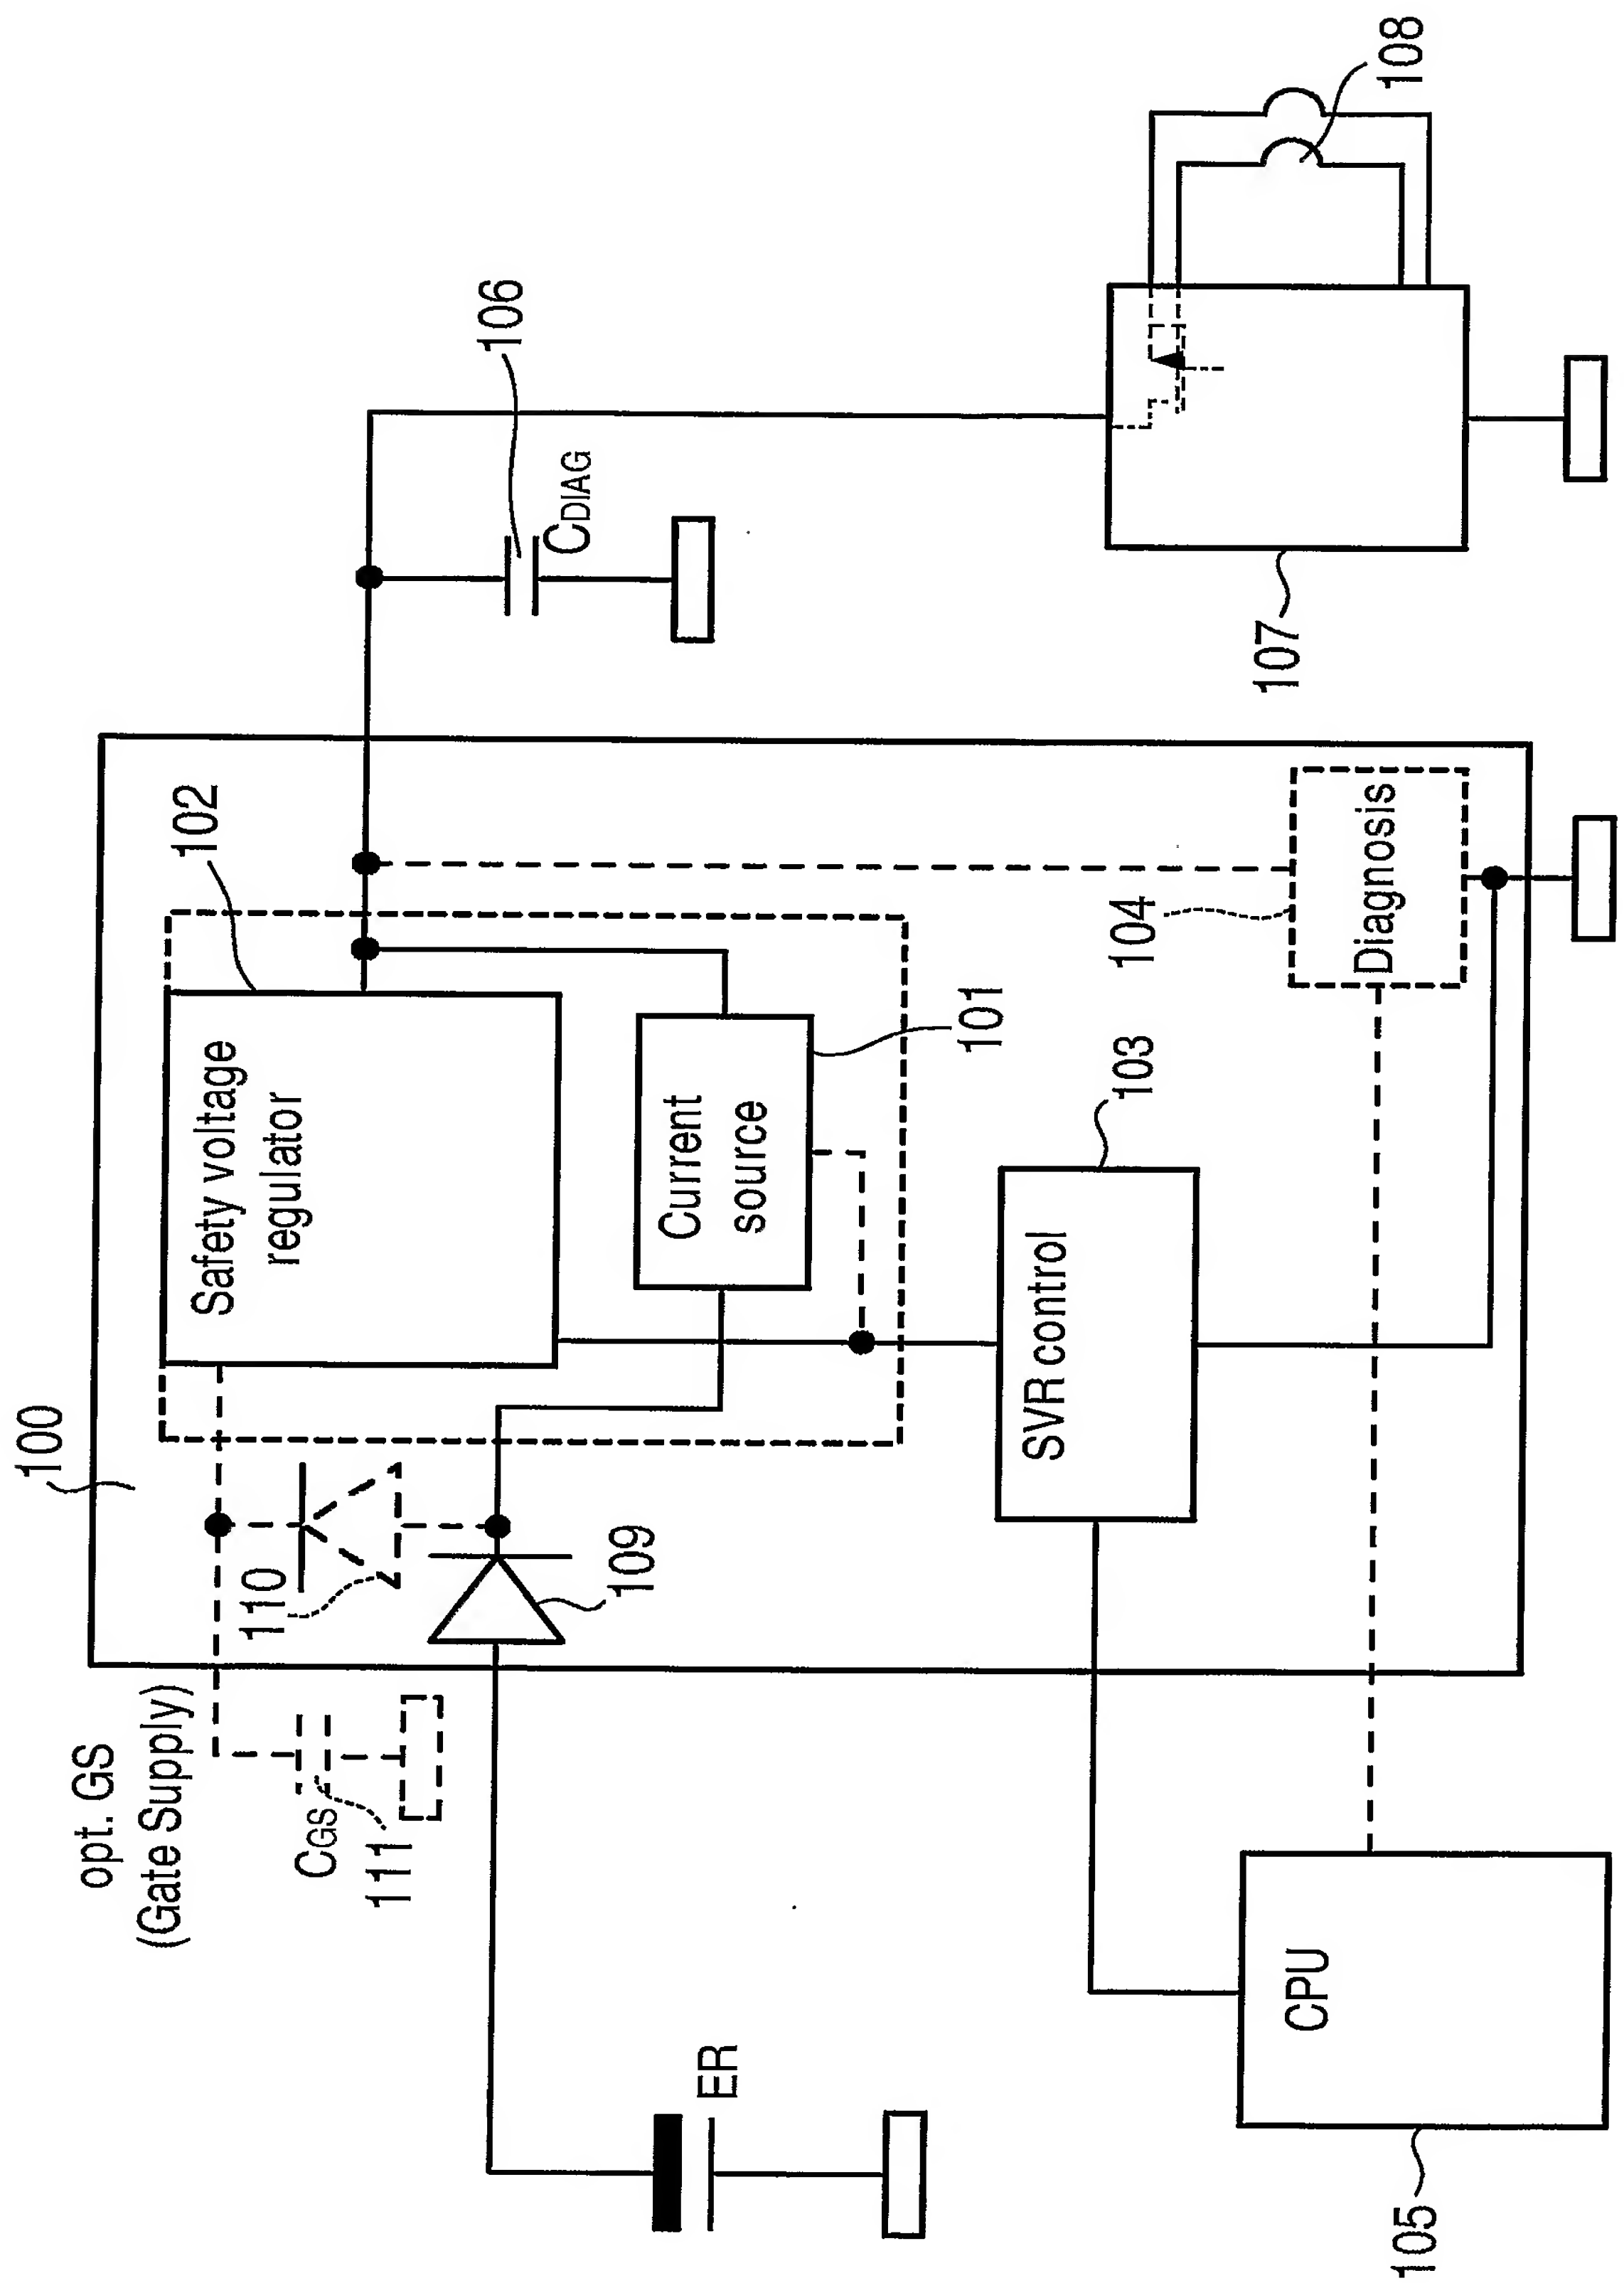 100
opt. GS
(Gate Supply)
CGS
111
110
109
ER
Safety voltage
regulator
102
Current
source
101
SVR control
103
Diagnosis
104
CPU
105
106
CDIAG
107
108